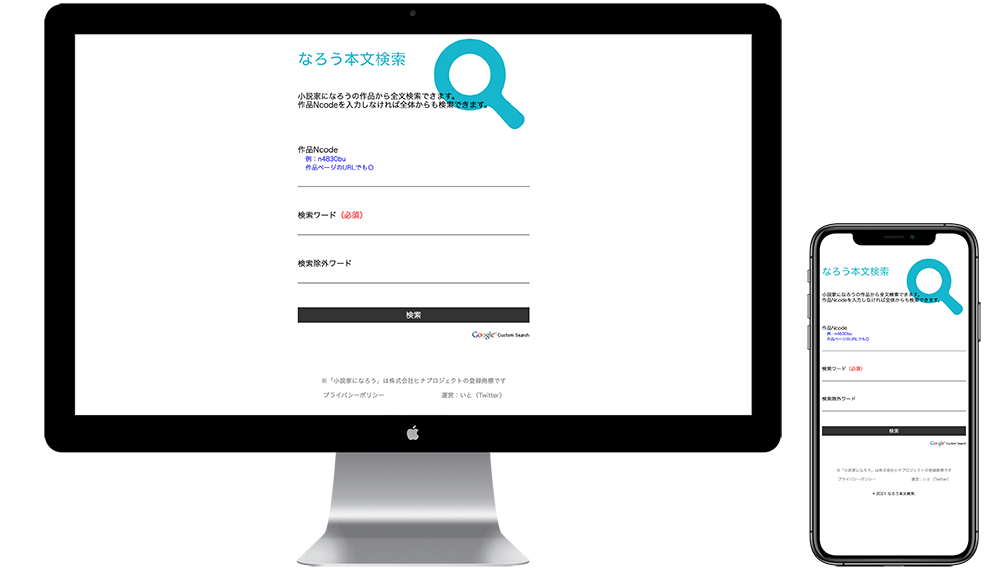 なろう本文検索
小説家になろうの作品から全文検索できます。
作品Ncodeを入力しなければ全体からも検索できます。
作品Ncode
例：n4830bu
作品ページのURLでも◎
検索ワード（必須）
検索除外ワード
検索
Google Custom Search
※「小説家になろう」は株式会社ヒナプロジェクトの登録商標です
プライバシーポリシー 運営：いと（Twitter）
なろう本文検索
小説家になろうの作品から全文検索できます。
作品Ncodeを入力しなければ全体からも検索できます。
作品Ncode
例：n4830bu
作品ページのURLでも◎
検索ワード（必須）
検索除外ワード
検索
Google Custom Search
※「小説家になろう」は株式会社ヒナプロジェクトの登録商標です
プライバシーポリシー 運営：いと（Twitter）
© 2021 なろう本文検索